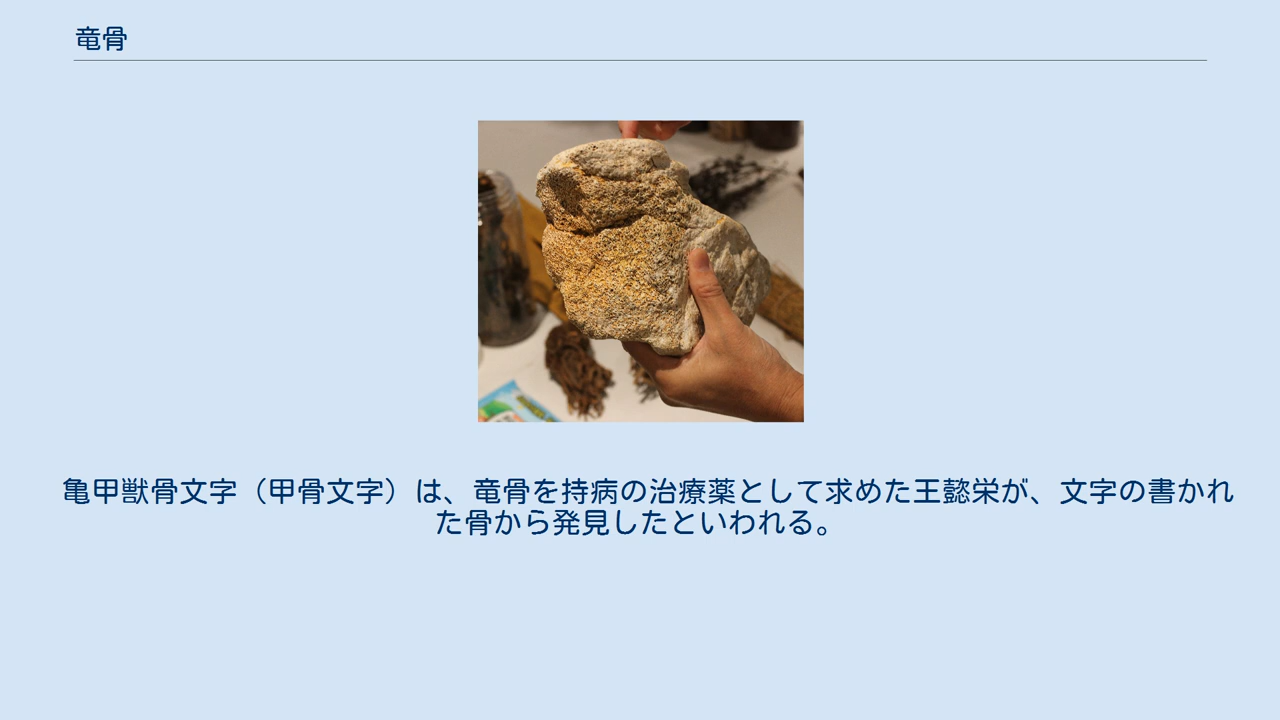 竜骨
亀甲獣骨文字（甲骨文字）は、竜骨を持病の治療薬として求めた王懿栄が、文字の書かれ
た骨から発見したといわれる。